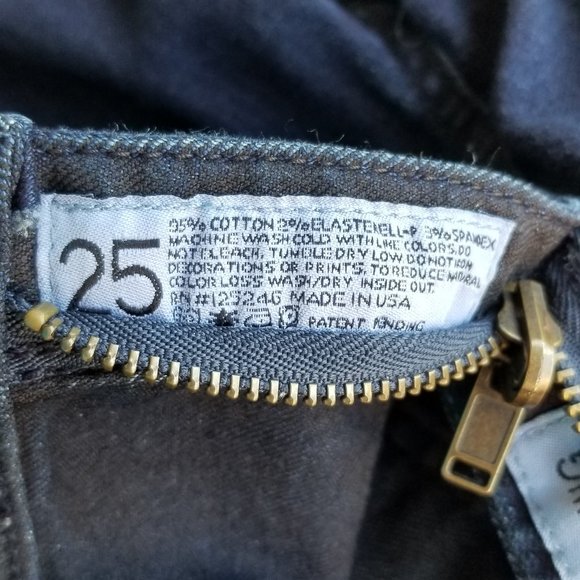 25
95% COTTON 2% ELASTERELL-P 3% SPANDEX
MACHINE WASH COLD WITH LIKE COLORS. DO
NOT BLEACH, TUMBLE DRY LOW DO NOT IRON
DECORATIONS OR PRINTS, TO REDUCE
COLOR LOSS WASH/DRY INSIDE OUT.
RN #125246 MADE IN USA
PATENT PENDING